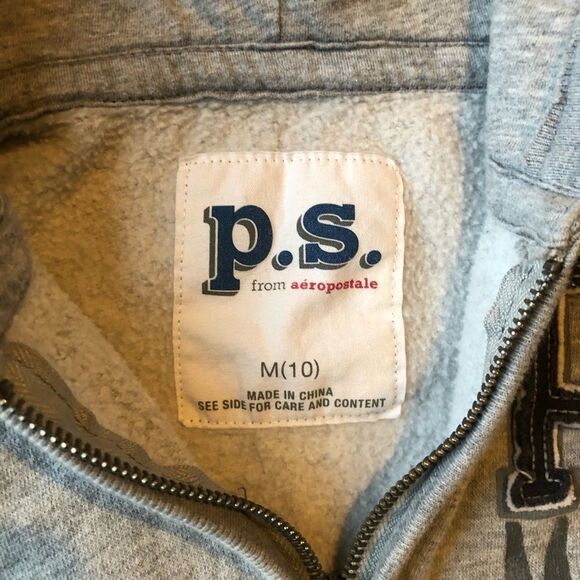 p.s.
from aéropostale
M(10)
MADE IN CHINA
SEE SIDE FOR CARE AND CONTENT